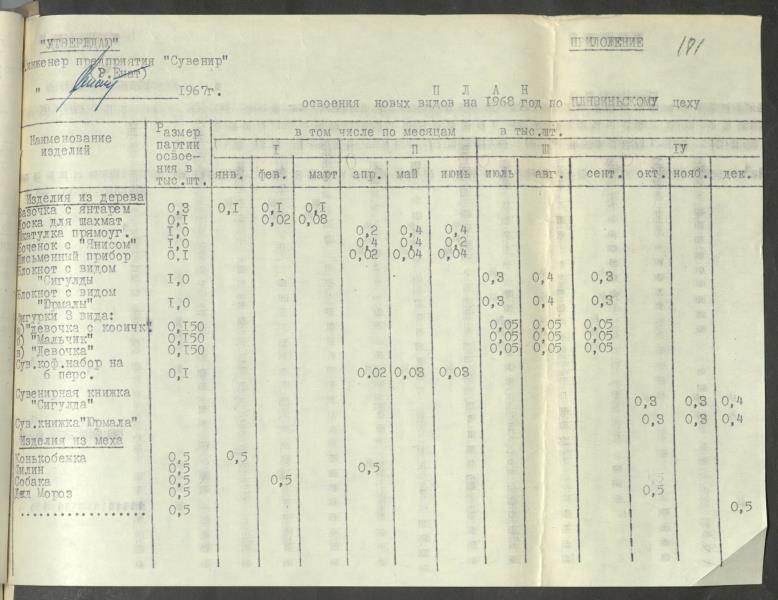 "УТВЕРЖДАЮ" ПРИЛОЖЕНИЕ 181
инженер предприятия "Сувенир"
" 1967г. П Л А Н
освоения новых видов на 1968 год по ПЛЯВИНЬСКОМУ цеху
Наименование изделий Размер партии освоения в тыс.шт. в том числе по месяцам в тыс.шт.
I П Ш IУ
янв. фев. март апр. май июнь июль авг. сент. окт. нояб. дек.
Изделия из дерева
Вазочка с янтарем 0,3 0,1 0,1 0,1
Доска для шахмат 0,1 0,02 0,08
Шкатулка прямоуг. I,0 0,2 0,4 0,4
Боченок с "Янисом" I,0 0,4 0,4 0,2
Письменный прибор 0,I 0,02 0,04 0,04
Блокнот с видом
"Сигулды I,0 0,3 0,4 0,3
Блокнот с видом
"Юрмалы" I,0 0,3 0,4 0,3
Фигурки 3 вида:
а)"девочка с косичк. 0,I50 0,05 0,05 0,05
б) "Мальчик" 0,I50 0,05 0,05 0,05
в) "Девочка" 0,I50 0,05 0,05 0,05
Сув.коф.набор на
6 перс. 0,I 0,02 0,03 0,03
Сувенирная книжка
"Сигулда" 0,3 0,3 0,4
Сув.книжка"Юрмала" 0,3 0,3 0,4
Изделия из меха
Конькобежка 0,5 0,5
Филин 0,5 0,5
Собака 0,5 0,5
Дед Мороз 0,5 0,5
.................. 0,5 0,5